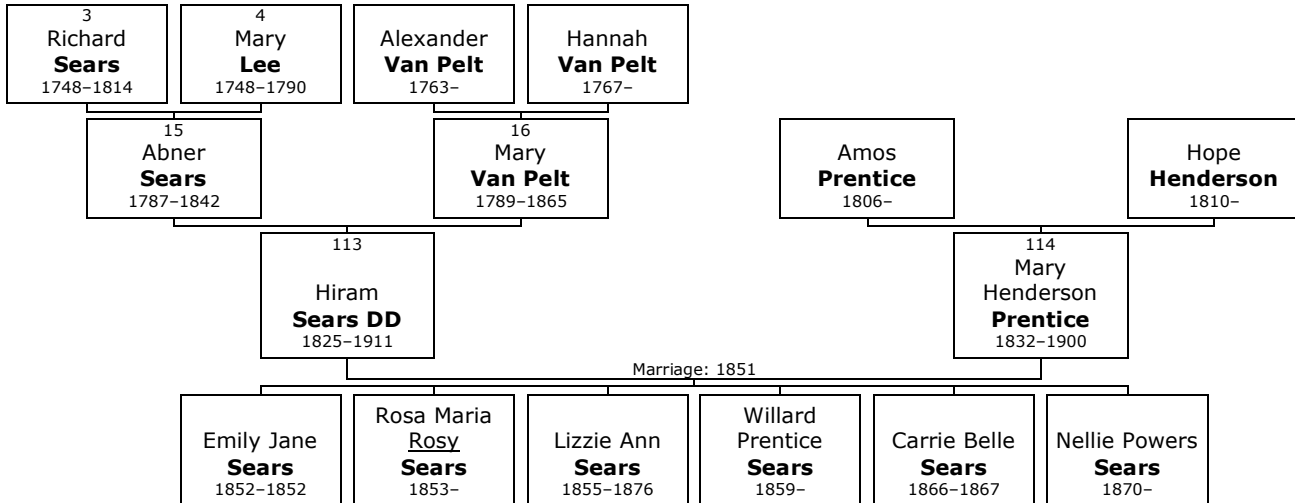 3
Richard
Sears
1748–1814
4
Mary
Lee
1748–1790
Alexander
Van Pelt
1763–
Hannah
Van Pelt
1767–
15
Abner
Sears
1787–1842
16
Mary
Van Pelt
1789–1865
Amos
Prentice
1806–
Hope
Henderson
1810–
113
Hiram
Sears DD
1825–1911
114
Mary
Henderson
Prentice
1832–1900
Marriage: 1851
Emily Jane
Sears
1852–1852
Rosa Maria
Rosy
Sears
1853–
Lizzie Ann
Sears
1855–1876
Willard
Prentice
Sears
1859–
Carrie Belle
Sears
1866–1867
Nellie Powers
Sears
1870–